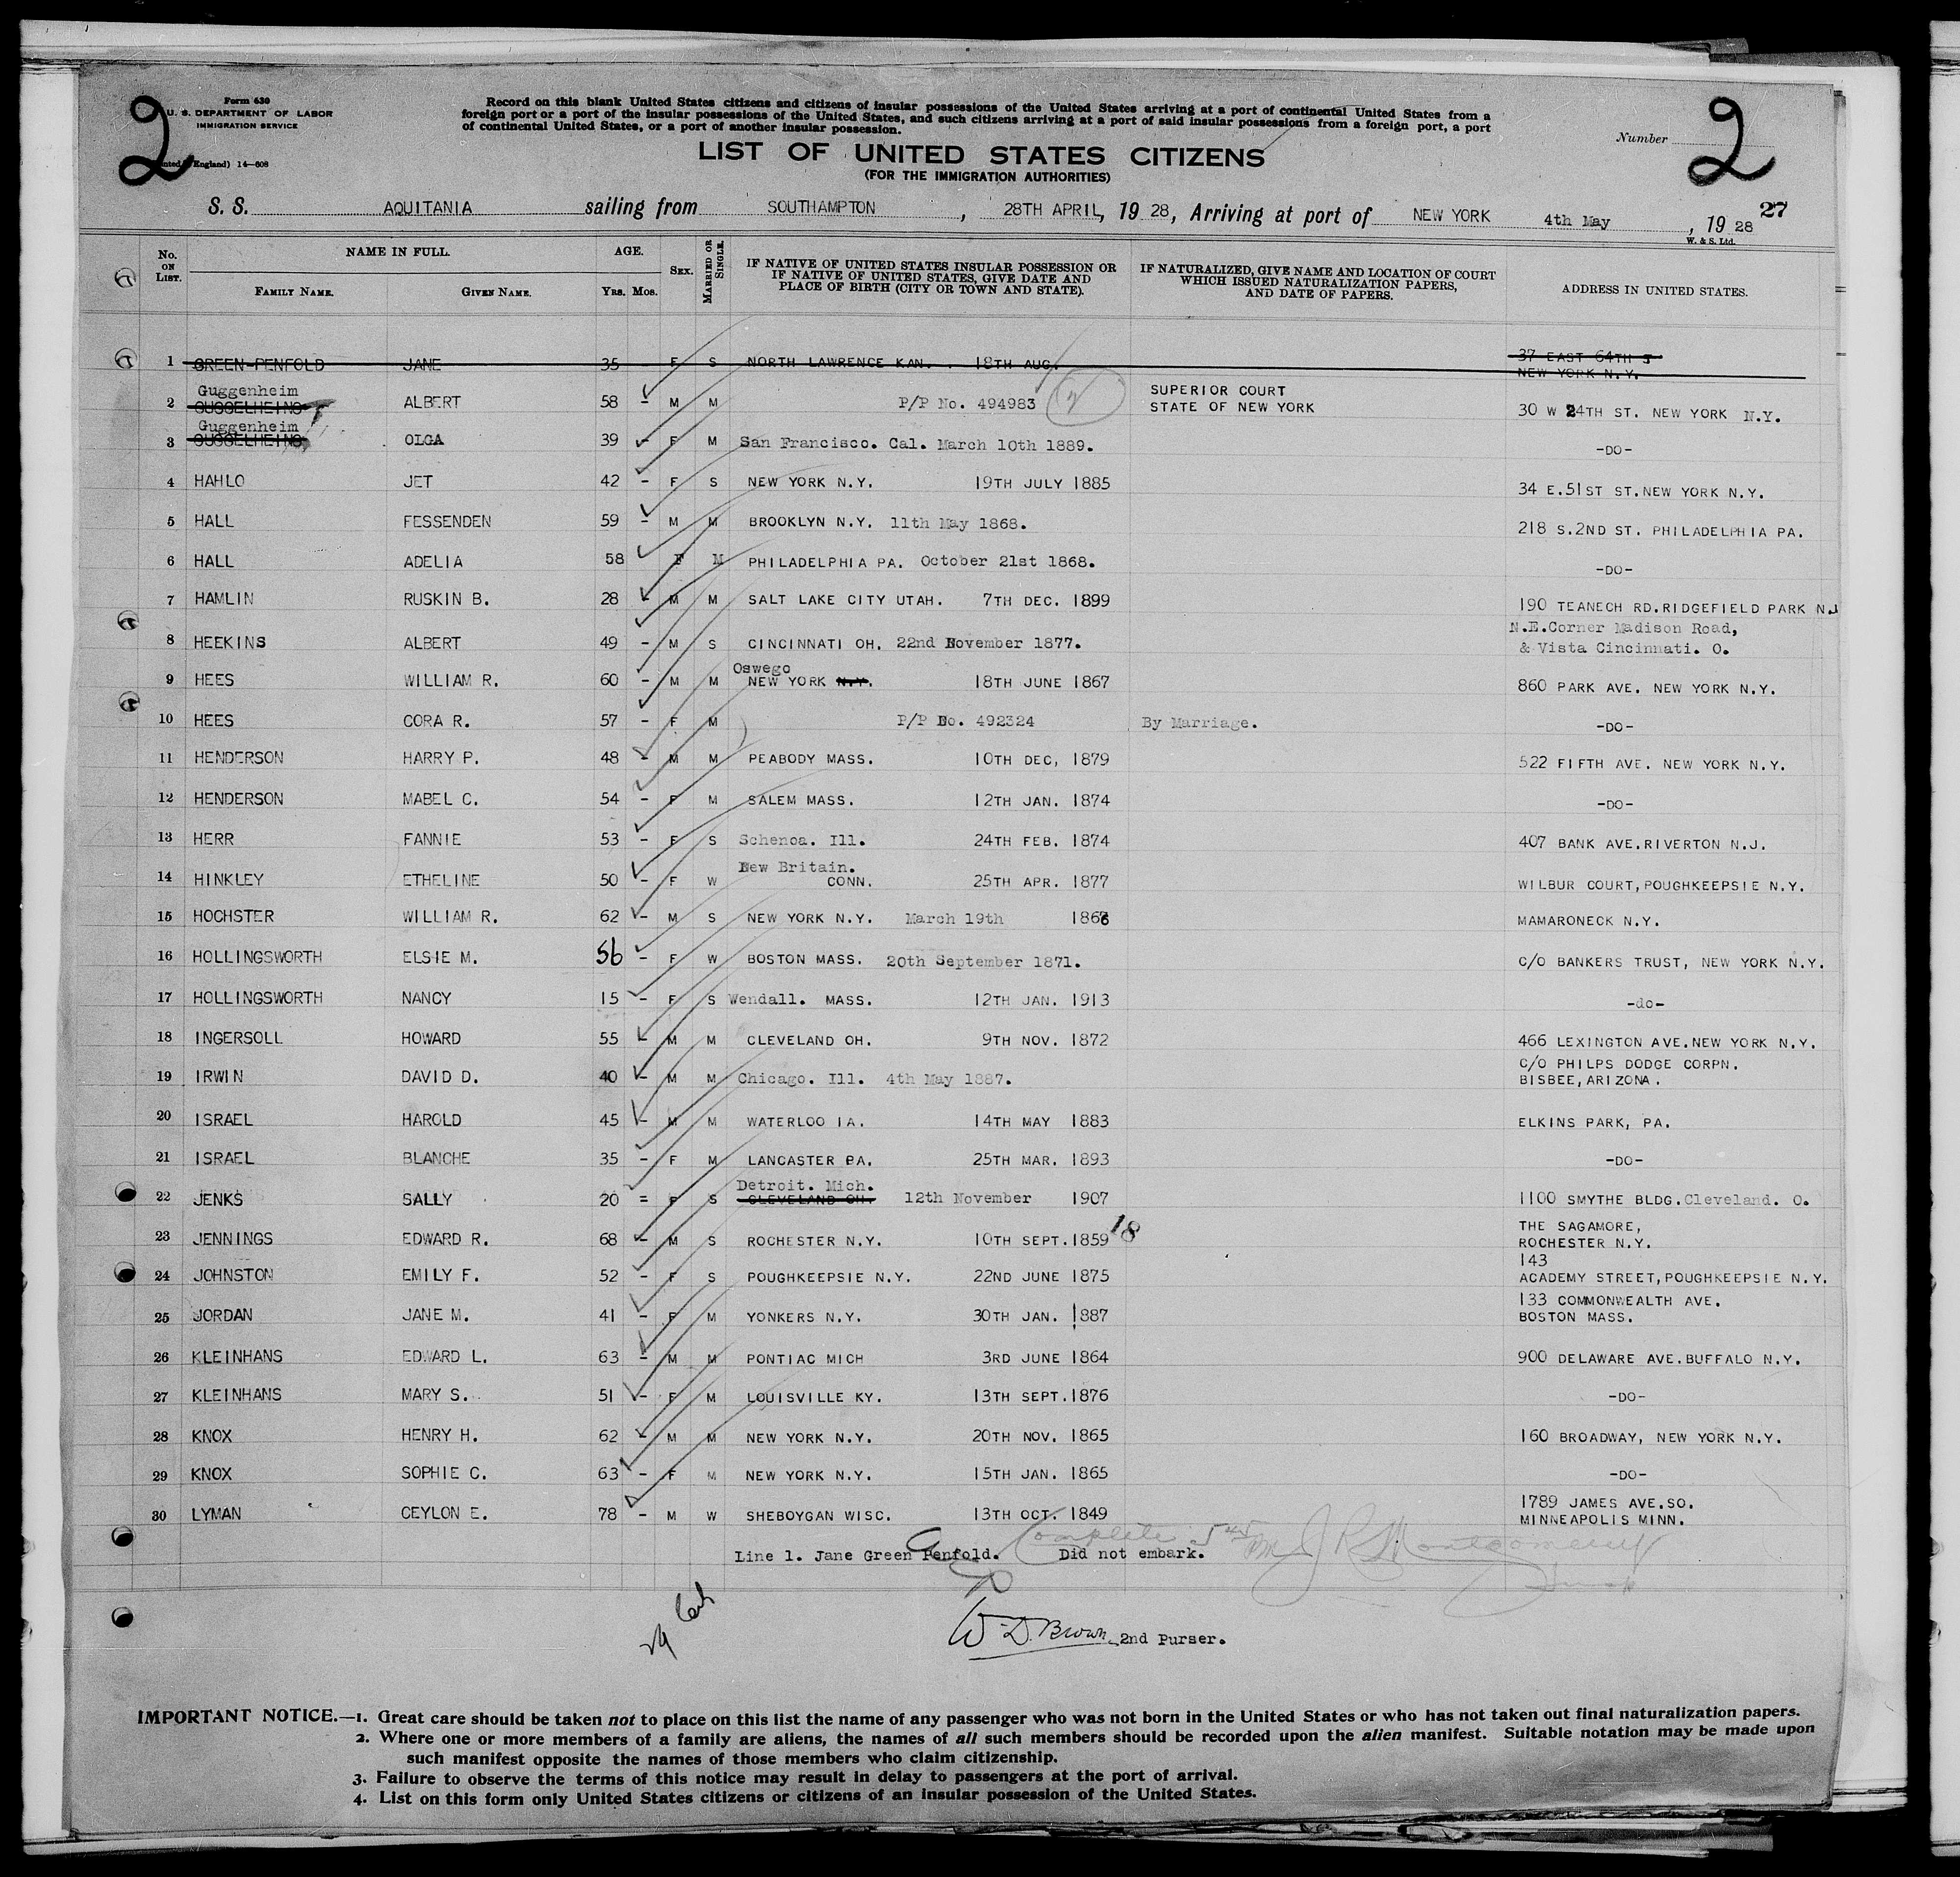 2
Form 630
U. S. DEPARTMENT OF LABOR
IMMIGRATION SERVICE
England) 14—608
Record on this blank United States citizens and citizens of insular possessions of the United States arriving at a port of continental United States from a
foreign port or a port of the insular possessions of the United States, and such citizens arriving at a port of said insular possessions from a foreign port, a port
of continental United States, or a port of another insular possession.
LIST OF UNITED STATES CITIZENS
(FOR THE IMMIGRATION AUTHORITIES)
Number
2
S. S. AQUITANIA sailing from SOUTHAMPTON, 28TH APRIL, 19 28, Arriving at port of NEW YORK 4th May, 19 28
27
W. & S. Ltd.
No. ON LIST. NAME IN FULL. FAMILY NAME. GIVEN NAME. AGE. Yrs. Mos. SEX. MARRIED OR SINGLE. IF NATIVE OF UNITED STATES INSULAR POSSESSION OR IF NATIVE OF UNITED STATES, GIVE DATE AND PLACE OF BIRTH (CITY OR TOWN AND STATE). IF NATURALIZED, GIVE NAME AND LOCATION OF COURT WHICH ISSUED NATURALIZATION PAPERS, AND DATE OF PAPERS. ADDRESS IN UNITED STATES.
1 GREEN-PENFOLD JANE 35 F S NORTH LAWRENCE KAN. 18TH AUG. 37 EAST 64TH S
NEW YORK N.Y.
Guggenheim SUPERIOR COURT
2 GUGGELHEING ALBERT 58 - M M P/P No. 494983 STATE OF NEW YORK 30 W 24TH ST. NEW YORK N.Y.
Guggenheim
3 GUGGELHEING OLGA 39 - F M San Francisco. Cal. March 10th 1889. -DO-
4 HAHLO JET 42 - F S NEW YORK N.Y. 19TH JULY 1885 34 E.51ST ST.NEW YORK N.Y.
5 HALL FESSENDEN 59 - M M BROOKLYN N.Y. 11th May 1868. 218 S.2ND ST. PHILADELPHIA PA.
6 HALL ADELIA 58 F M PHILADELPHIA PA. October 21st 1868. -DO-
7 HAMLIN RUSKIN B. 28 - M M SALT LAKE CITY UTAH. 7TH DEC. 1899 190 TEANECH RD.RIDGEFIELD PARK NJ
N.E.Corner Madison Road,
8 HEEKINS ALBERT 49 - M S CINCINNATI OH. 22nd November 1877. & Vista Cincinnati. O.
Oswego
9 HEES WILLIAM R. 60 - M M NEW YORK N.Y. 18TH JUNE 1867 860 PARK AVE. NEW YORK N.Y.
10 HEES CORA R. 57 - F M P/P No. 492324 By Marriage. -DO-
11 HENDERSON HARRY P. 48 - M M PEABODY MASS. 10TH DEC, 1879 522 FIFTH AVE. NEW YORK N.Y.
12 HENDERSON MABEL C. 54 - F M SALEM MASS. 12TH JAN. 1874 -DO-
13 HERR FANNIE 53 - F S Schenoa. Ill. 24TH FEB. 1874 407 BANK AVE.RIVERTON N.J.
New Britain.
14 HINKLEY ETHELINE 50 - F W CONN. 25TH APR. 1877 WILBUR COURT,POUGHKEEPSIE N.Y.
15 HOCHSTER WILLIAM R. 62 - M S NEW YORK N.Y. March 19th 1866 MAMARONECK N.Y.
16 HOLLINGSWORTH ELSIE M. 56 - F W BOSTON MASS. 20th September 1871. C/O BANKERS TRUST, NEW YORK N.Y.
17 HOLLINGSWORTH NANCY 15 - F S Wendall. MASS. 12TH JAN. 1913 -do-
18 INGERSOLL HOWARD 55 - M M CLEVELAND OH. 9TH NOV. 1872 466 LEXINGTON AVE.NEW YORK N.Y.
C/O PHILPS DODGE CORPN.
19 IRWIN DAVID D. 40 - M M Chicago. Ill. 4th May 1887. BISBEE,ARIZONA.
20 ISRAEL HAROLD 45 - M M WATERLOO IA. 14TH MAY 1883 ELKINS PARK, PA.
21 ISRAEL BLANCHE 35 - F M LANCASTER PA. 25TH MAR. 1893 -DO-
Detroit. Mich.
22 JENKS SALLY 20 = F S CLEVELAND OH. 12th November 1907 1100 SMYTHE BLDG.Cleveland. O.
18 THE SAGAMORE,
23 JENNINGS EDWARD R. 68 - M S ROCHESTER N.Y. 10TH SEPT.1859 ROCHESTER N.Y.
143
24 JOHNSTON EMILY F. 52 - F S POUGHKEEPSIE N.Y. 22ND JUNE 1875 ACADEMY STREET,POUGHKEEPSIE N.Y.
133 COMMONWEALTH AVE.
25 JORDAN JANE M. 41 - F M YONKERS N.Y. 30TH JAN. 1887 BOSTON MASS.
26 KLEINHANS EDWARD L. 63 - M M PONTIAC MICH 3RD JUNE 1864 900 DELAWARE AVE.BUFFALO N.Y.
27 KLEINHANS MARY S. 51 - F M LOUISVILLE KY. 13TH SEPT.1876 -DO-
28 KNOX HENRY H. 62 - M M NEW YORK N.Y. 20TH NOV. 1865 160 BROADWAY, NEW YORK N.Y.
29 KNOX SOPHIE C. 63 - F M NEW YORK N.Y. 15TH JAN. 1865 -DO-
1789 JAMES AVE.SO.
30 LYMAN CEYLON E. 78 - M W SHEBOYGAN WISC. 13TH OCT. 1849 MINNEAPOLIS MINN.
Complete 545 PM J R Montgomery
Line 1. Jane Green Penfold. Did not embark.
W. D. Brown 2nd Purser.
IMPORTANT NOTICE.—1. Great care should be taken not to place on this list the name of any passenger who was not born in the United States or who has not taken out final naturalization papers.
2. Where one or more members of a family are aliens, the names of all such members should be recorded upon the alien manifest. Suitable notation may be made upon
such manifest opposite the names of those members who claim citizenship.
3. Failure to observe the terms of this notice may result in delay to passengers at the port of arrival.
4. List on this form only United States citizens or citizens of an insular possession of the United States.